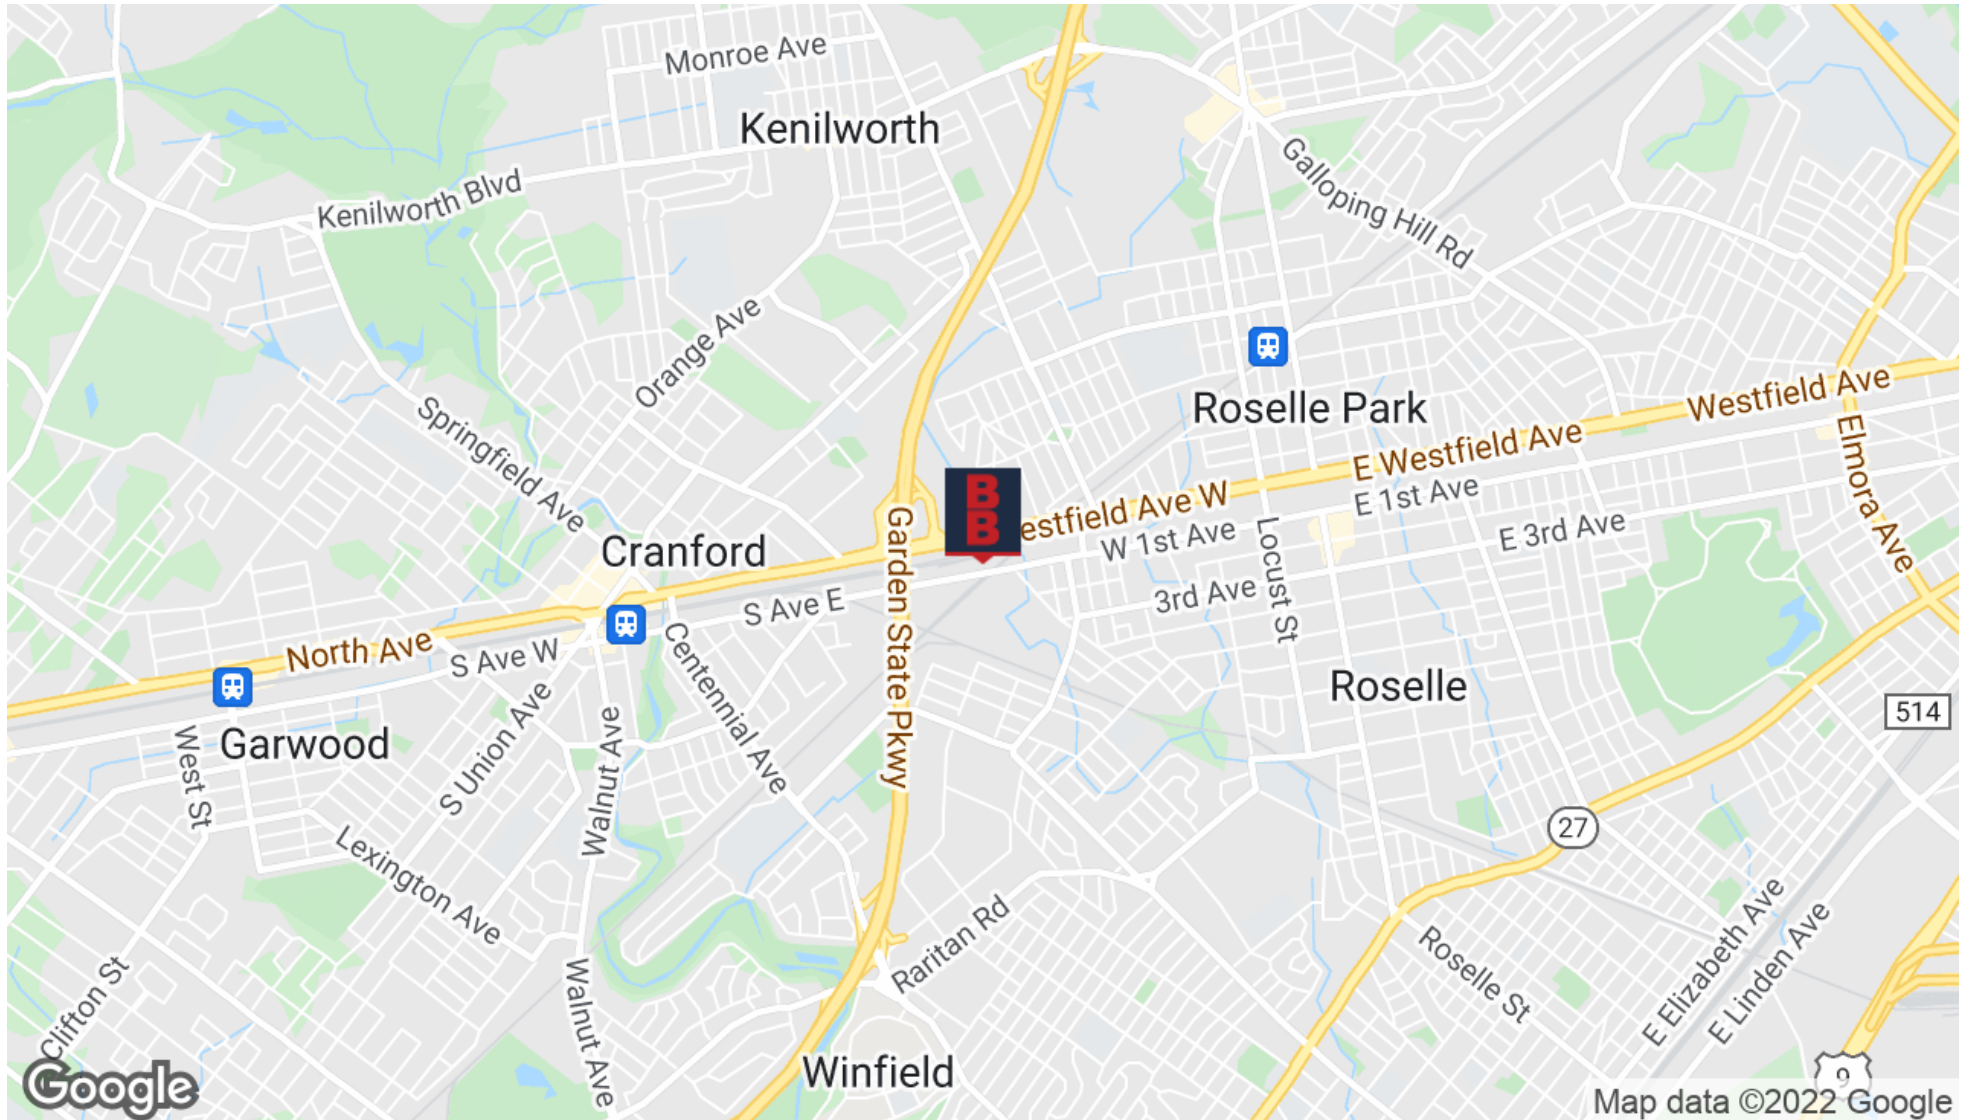 Monroe Ave
Kenilworth
Galloping Hill Rd
Kenilworth Blvd
Orange Ave
Westfield Ave
Roselle Park
Springfield Ave
E Westfield Ave
Elmora Ave
E 1st Ave
B
B
estfield Ave W
Garden State Pkwy
W 1st Ave
Locust St
E 3rd Ave
Cranford
3rd Ave
S Ave E
North Ave
S Ave W
Centennial Ave
Roselle
514
Garwood
West St
S Union Ave
Walnut Ave
27
Lexington Ave
Raritan Rd
Roselle St
E Elizabeth Ave
E Linden Ave
Clifton St
Walnut Ave
Winfield
9
Google
Map data ©2022 Google